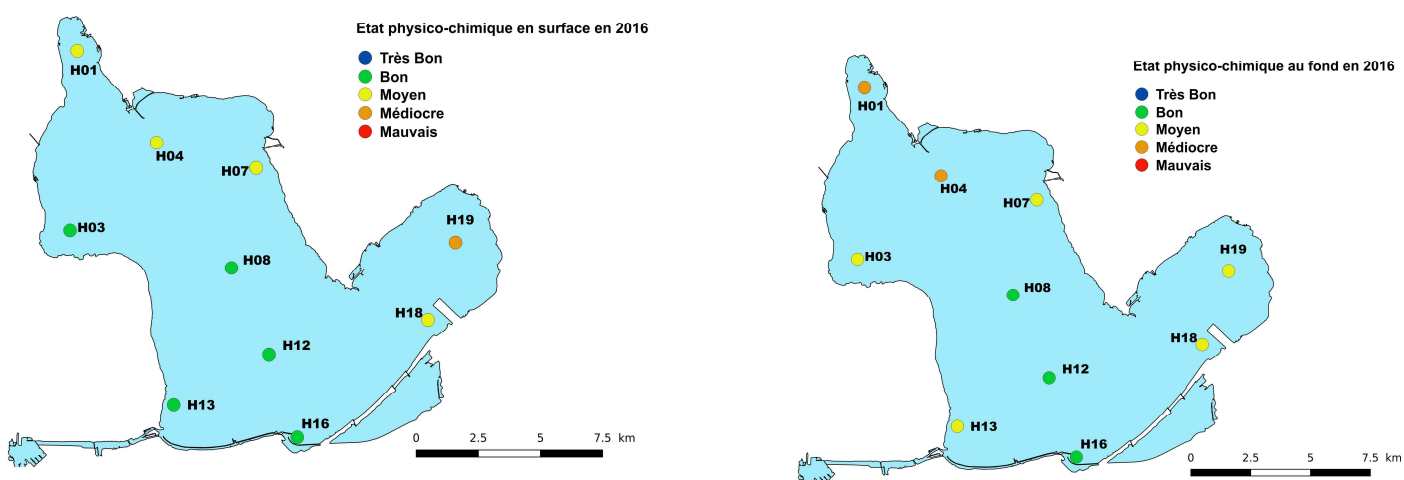 Etat physico-chimique en surface en 2016
Très Bon
Bon
Moyen
Médiocre
Mauvais
H01
H04
H07
H03
H19
H08
H18
H12
H13
H16
0 2.5 5 7.5 km
Etat physico-chimique au fond en 2016
Très Bon
Bon
Moyen
Médiocre
Mauvais
H01
H04
H07
H03
H19
H08
H18
H12
H13
H16
0 2.5 5 7.5 km